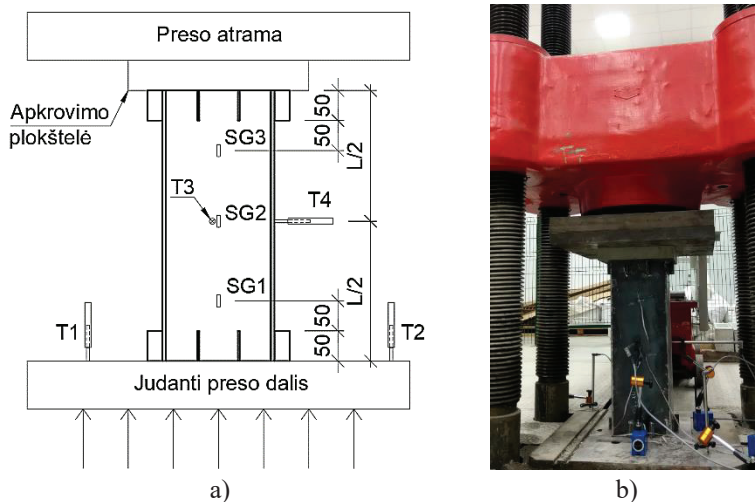 Preso atrama
Apkrovimo
plokštelė
50
50
L/2
SG3
T3
SG2
T4
SG1
L/2
50
50
T1
T2
Judanti preso dalis
a)
b)